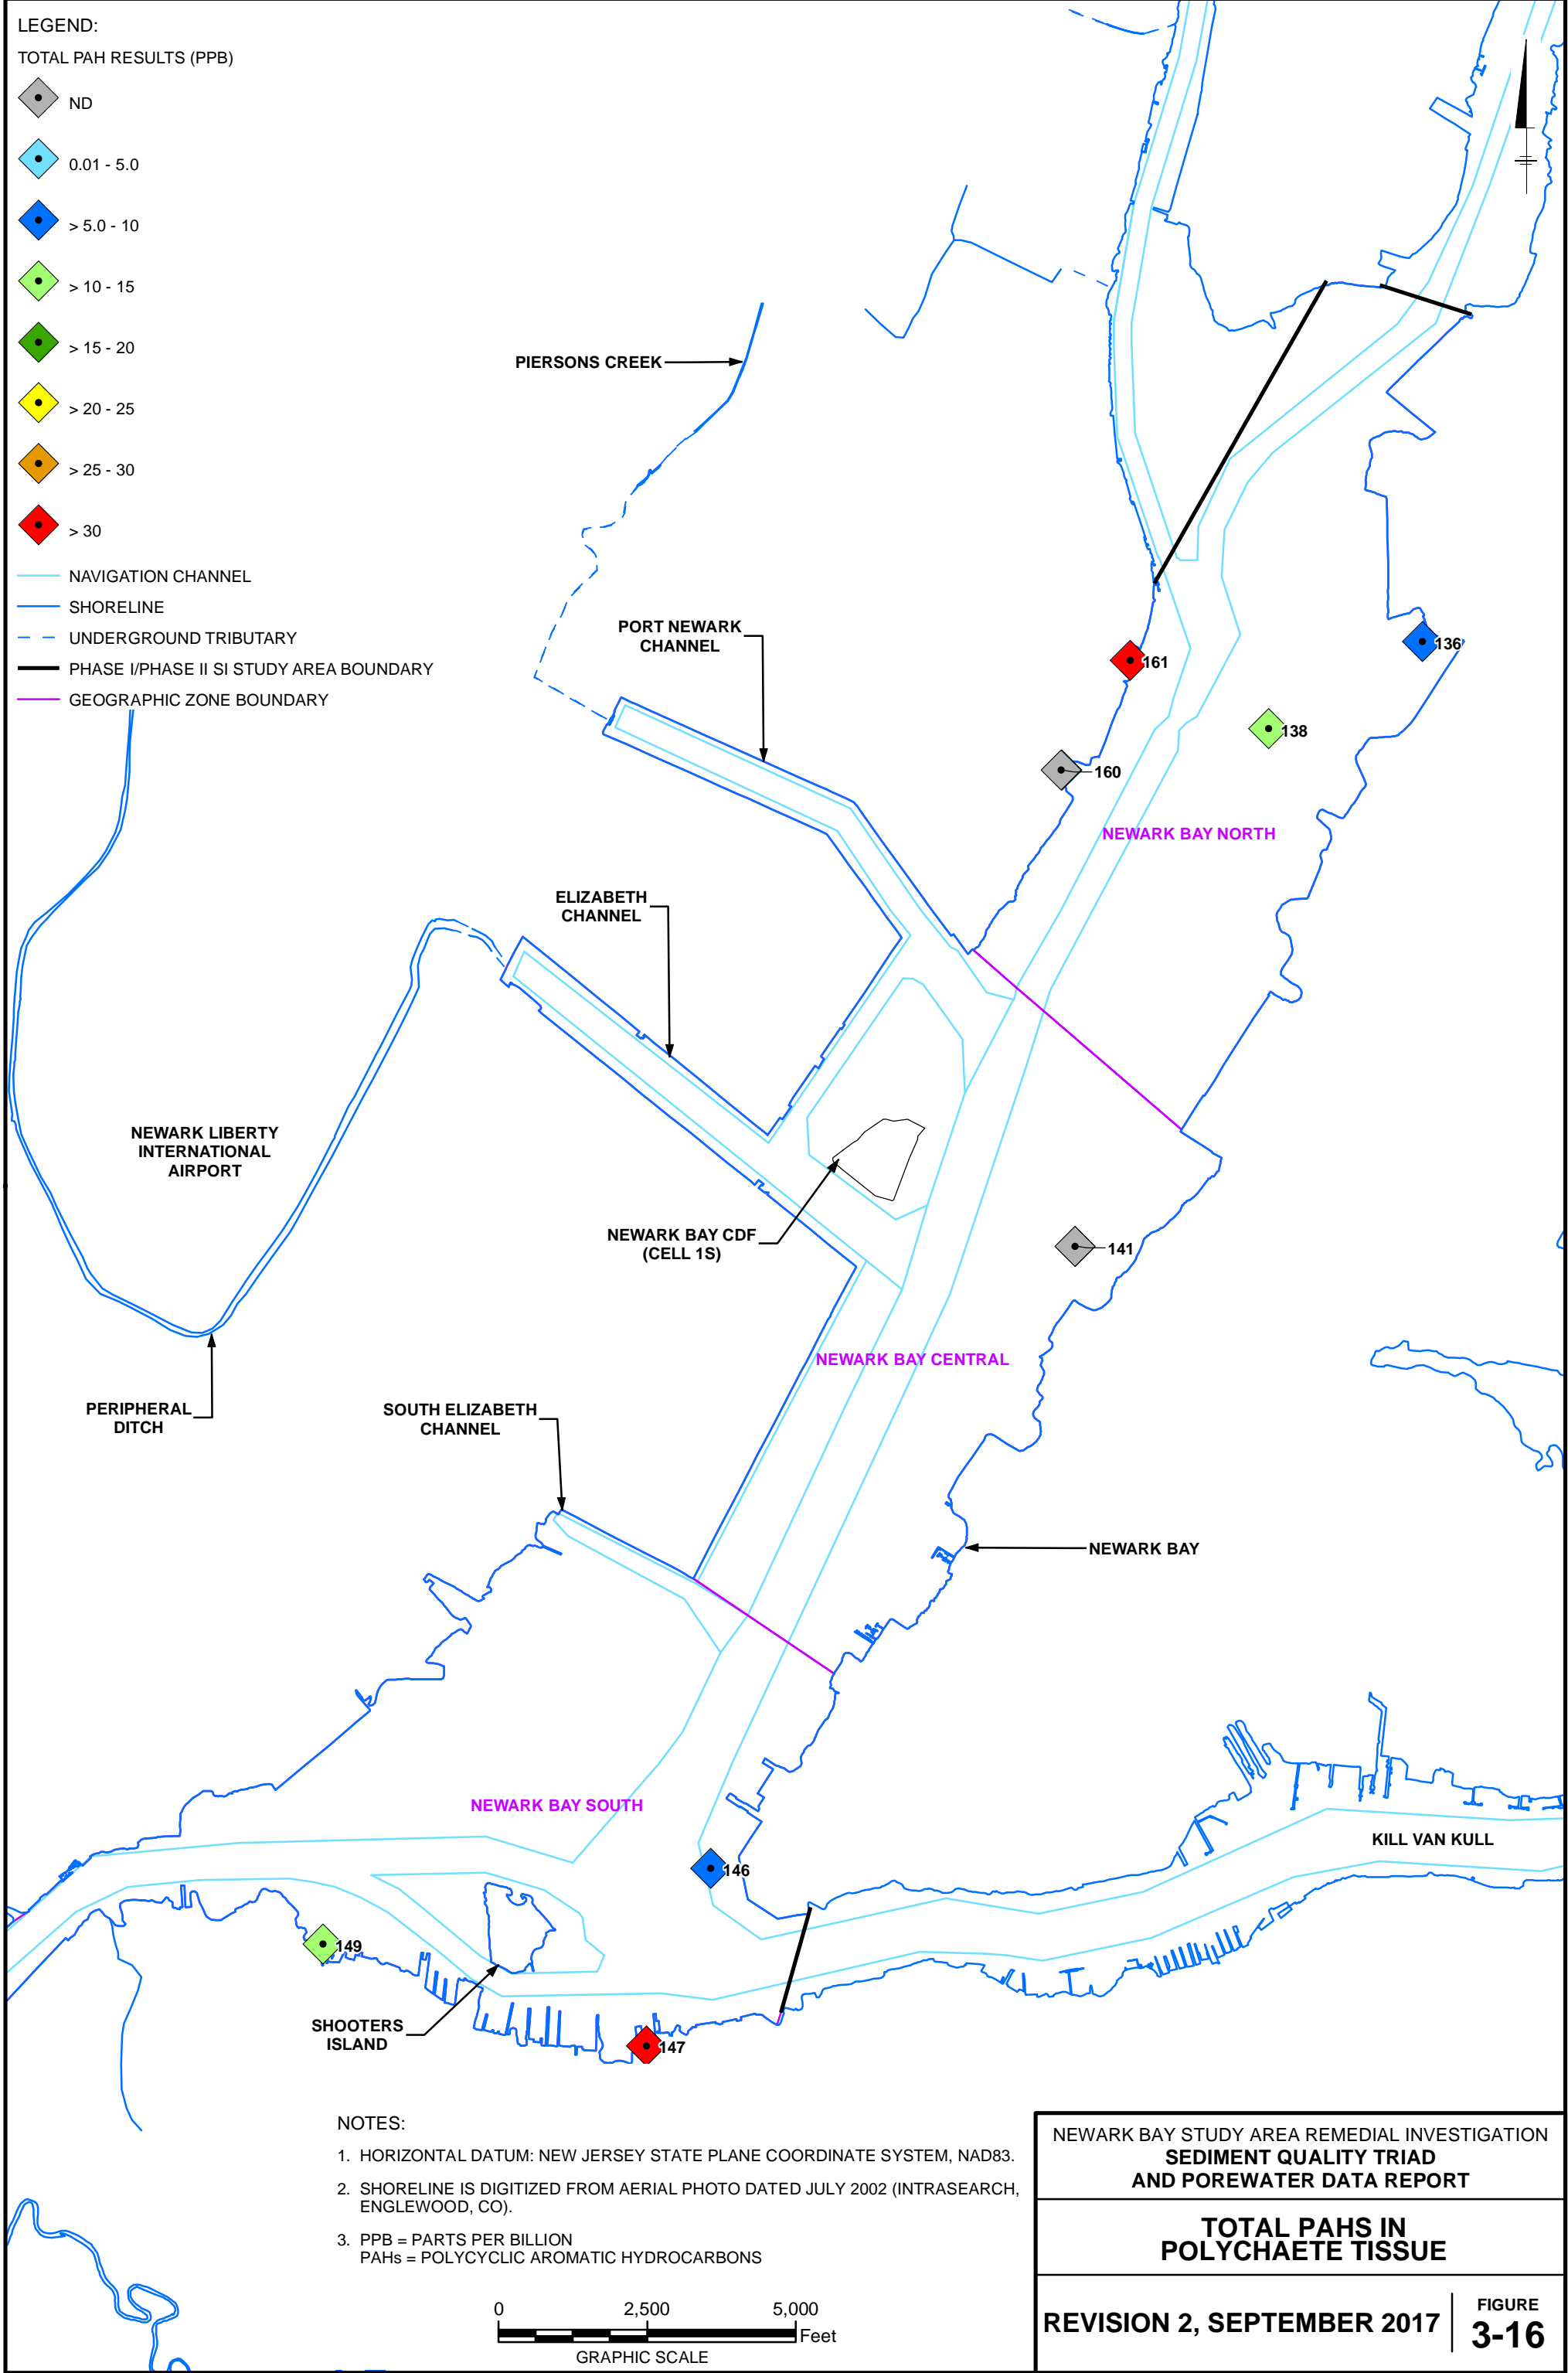 LEGEND:
TOTAL PAH RESULTS (PPB)
ND
0.01 - 5.0
> 5.0 - 10
> 10 - 15
> 15 - 20
> 20 - 25
> 25 - 30
> 30
NAVIGATION CHANNEL
SHORELINE
UNDERGROUND TRIBUTARY
PHASE I/PHASE II SI STUDY AREA BOUNDARY
GEOGRAPHIC ZONE BOUNDARY
PIERSONS CREEK
PORT NEWARK
CHANNEL
136
161
138
160
NEWARK BAY NORTH
ELIZABETH
CHANNEL
NEWARK LIBERTY
INTERNATIONAL
AIRPORT
NEWARK BAY CDF
(CELL 1S)
141
NEWARK BAY CENTRAL
PERIPHERAL
DITCH
SOUTH ELIZABETH
CHANNEL
NEWARK BAY
NEWARK BAY SOUTH
KILL VAN KULL
146
149
SHOOTERS
ISLAND
147
NOTES:
1. HORIZONTAL DATUM: NEW JERSEY STATE PLANE COORDINATE SYSTEM, NAD83.
2. SHORELINE IS DIGITIZED FROM AERIAL PHOTO DATED JULY 2002 (INTRASEARCH,
ENGLEWOOD, CO).
3. PPB = PARTS PER BILLION
PAHs = POLYCYCLIC AROMATIC HYDROCARBONS
0 2,500 5,000
Feet
GRAPHIC SCALE
NEWARK BAY STUDY AREA REMEDIAL INVESTIGATION
SEDIMENT QUALITY TRIAD
AND POREWATER DATA REPORT
TOTAL PAHS IN
POLYCHAETE TISSUE
REVISION 2, SEPTEMBER 2017
FIGURE
3-16